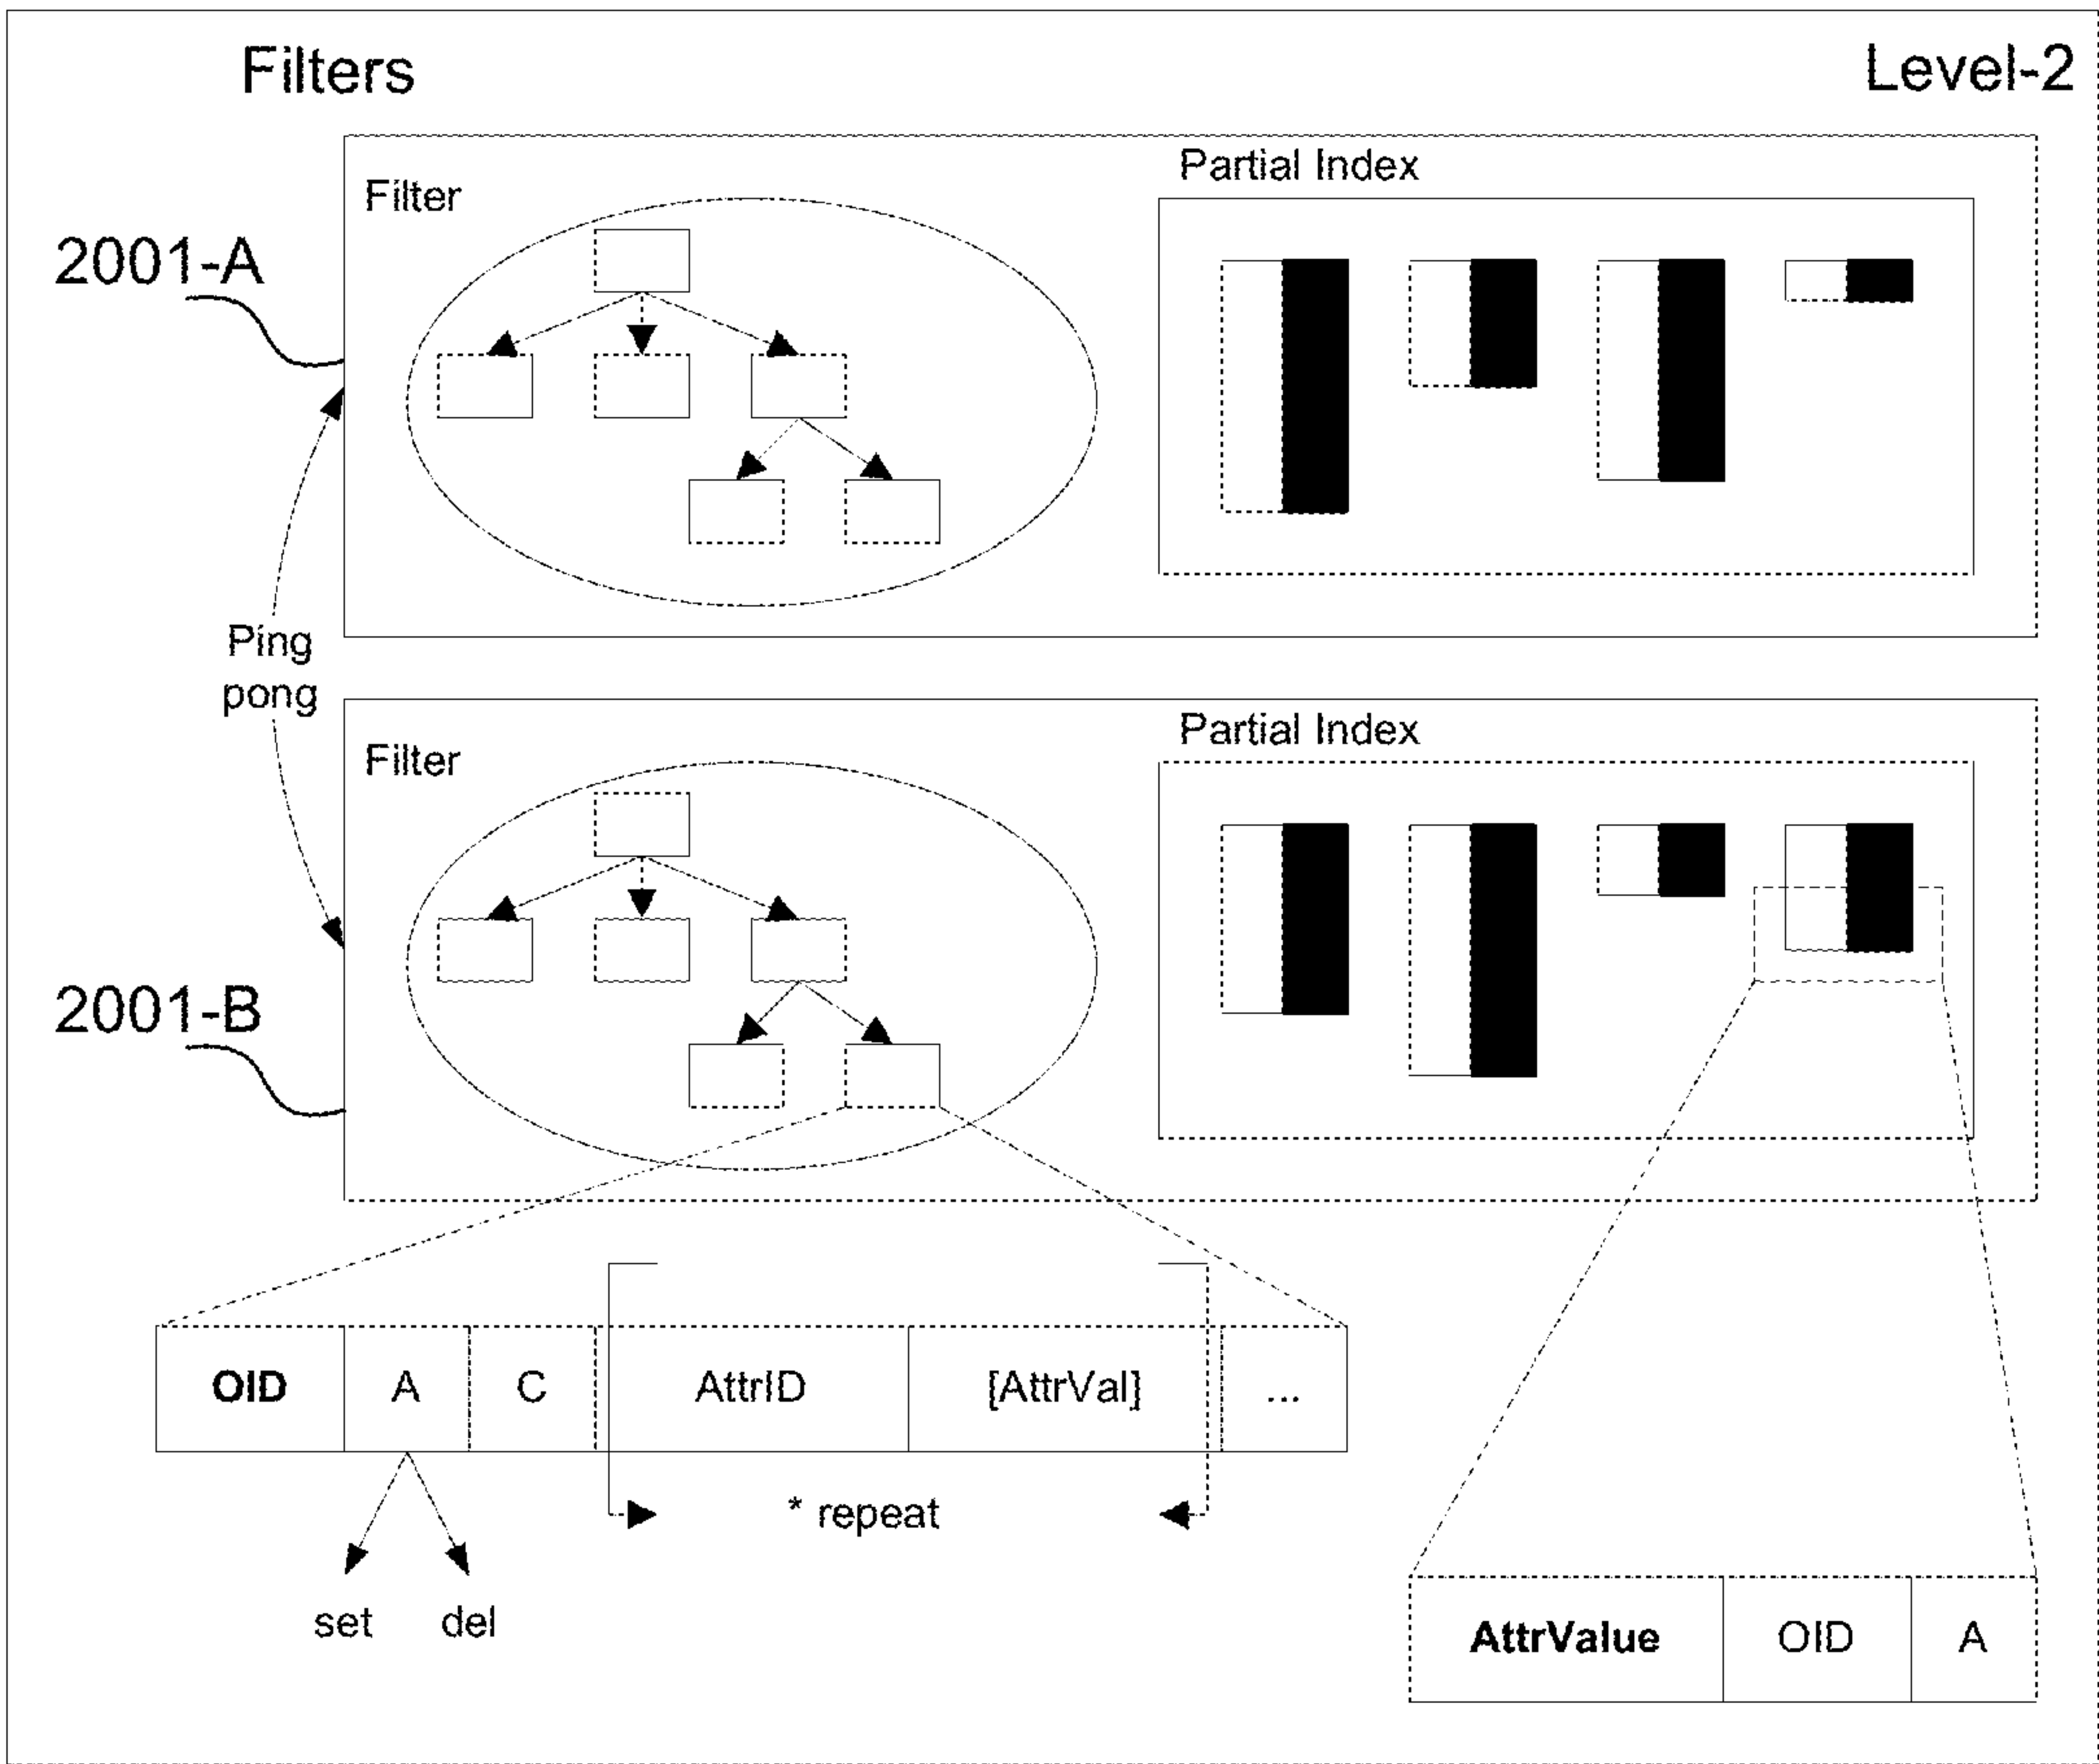 Filters
Level-2
Partial Index
Filter
2001-A
Ping
pong
Partial Index
Filter
2001-B
OID A C AttrID [AttrVal] ...
* repeat
set del
AttrValue OID A